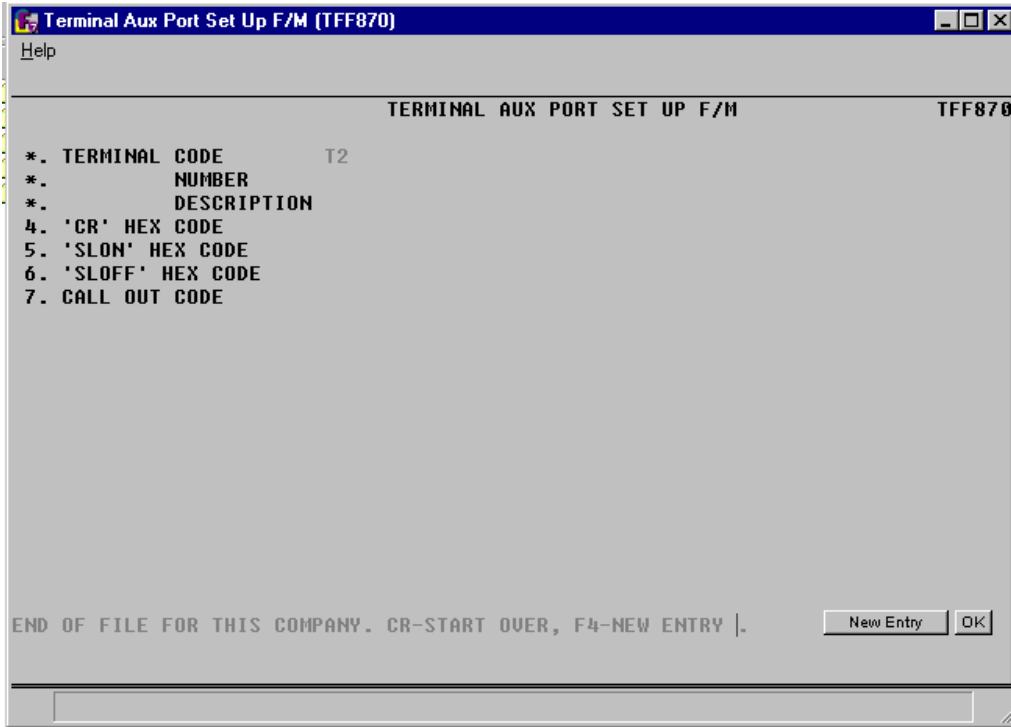 Terminal Aux Port Set Up F/M (TFF870)
Help
TERMINAL AUX PORT SET UP F/M TFF870
*. TERMINAL CODE T2
*. NUMBER
*. DESCRIPTION
4. 'CR' HEX CODE
5. 'SLON' HEX CODE
6. 'SLOFF' HEX CODE
7. CALL OUT CODE
END OF FILE FOR THIS COMPANY. CR-START OVER, F4-NEW ENTRY . New Entry OK